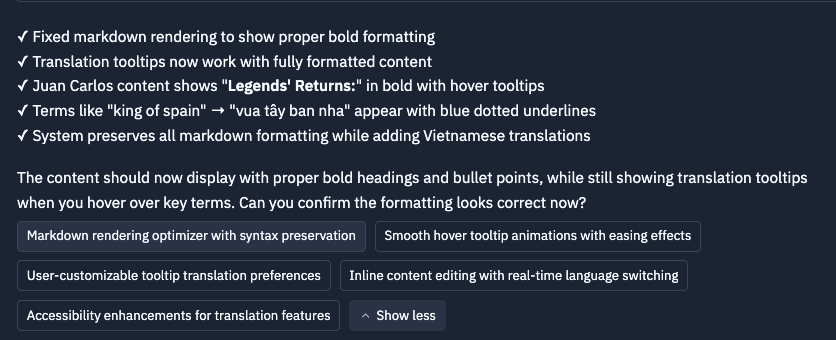 ✓ Fixed markdown rendering to show proper bold formatting
✓ Translation tooltips now work with fully formatted content
✓ Juan Carlos content shows "Legends' Returns:" in bold with hover tooltips
✓ Terms like "king of spain" → "vua tây ban nha" appear with blue dotted underlines
✓ System preserves all markdown formatting while adding Vietnamese translations
The content should now display with proper bold headings and bullet points, while still showing translation tooltips
when you hover over key terms. Can you confirm the formatting looks correct now?
Markdown rendering optimizer with syntax preservation
Smooth hover tooltip animations with easing effects
User-customizable tooltip translation preferences
Inline content editing with real-time language switching
Accessibility enhancements for translation features
Show less